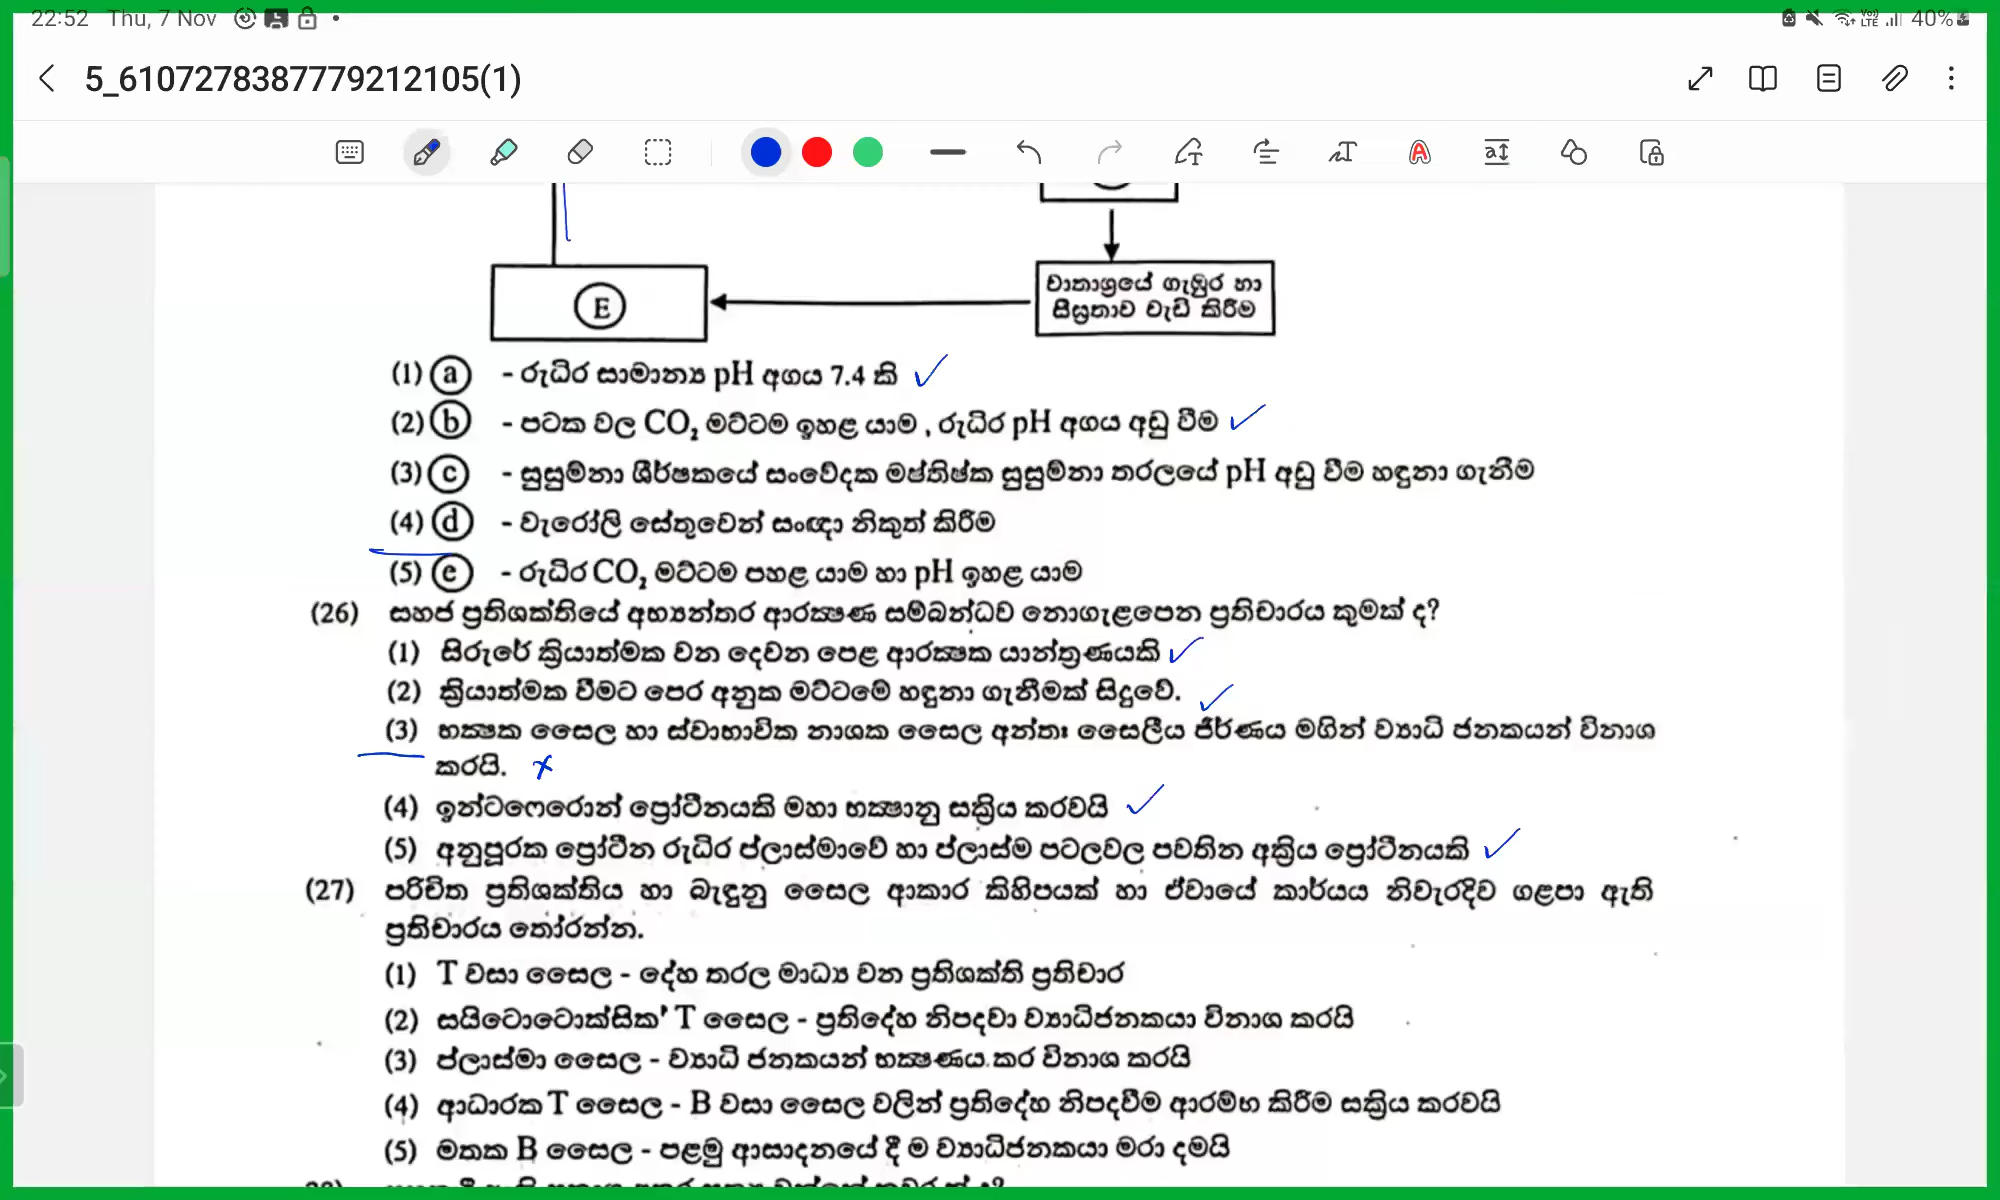 22:52 Thu, 7 Nov
40%
5_6107278387779212105(1)
E
වාතාශ්‍රයේ ගැඹුර හා
සීඝ්‍රතාව වැඩි කිරීම
(1) a - රුධිර සාමාන්‍ය pH අගය 7.4 කි
(2) b - පටක වල CO₂ මට්ටම ඉහළ යාම , රුධිර pH අගය අඩු වීම
(3) c - සුසුම්නා ශීර්ෂකයේ සංවේදක මෂ්තිෂ්ක සුසුම්නා තරලයේ pH අඩු වීම හඳුනා ගැනීම
(4) d - වැරෝලි සේතුවෙන් සංඥා නිකුත් කිරීම
(5) e - රුධිර CO₂ මට්ටම පහළ යාම හා pH ඉහළ යාම
(26) සහජ ප්‍රතිශක්තියේ අභ්‍යන්තර ආරක්‍ෂණ සම්බන්ධව නොගැළපෙන ප්‍රතිචාරය කුමක් ද?
(1) සිරුරේ ක්‍රියාත්මක වන දෙවන පෙළ ආරක්‍ෂක යාන්ත්‍රණයකි
(2) ක්‍රියාත්මක වීමට පෙර අනුක මට්ටමේ හඳුනා ගැනීමක් සිදුවේ.
(3) භක්‍ෂක සෛල හා ස්වාභාවික නාශක සෛල අන්තඃ සෛලීය ජීර්ණය මගින් ව්‍යාධි ජනකයන් විනාශ
කරයි.
(4) ඉන්ටෆෙරොන් ප්‍රෝටීනයකි මහා භක්‍ෂානු සක්‍රිය කරවයි
(5) අනුපූරක ප්‍රෝටීන රුධිර ප්ලාස්මාවේ හා ප්ලාස්ම පටලවල පවතින අක්‍රිය ප්‍රෝටීනයකි
(27) පරිචිත ප්‍රතිශක්තිය හා බැඳුනු සෛල ආකාර කිහිපයක් හා ඒවායේ කාර්යය නිවැරදිව ගළපා ඇති
ප්‍රතිචාරය තෝරන්න.
(1) T වසා සෛල - දේහ තරල මාධ්‍ය වන ප්‍රතිශක්ති ප්‍රතිචාර
(2) සයිටොටොක්සික' T සෛල - ප්‍රතිදේහ නිපදවා ව්‍යාධිජනකයා විනාශ කරයි
(3) ප්ලාස්මා සෛල - ව්‍යාධි ජනකයන් භක්‍ෂණය කර විනාශ කරයි
(4) ආධාරක T සෛල - B වසා සෛල වලින් ප්‍රතිදේහ නිපදවීම ආරම්භ කිරීම සක්‍රිය කරවයි
(5) මතක B සෛල - පළමු ආසාදනයේ දී ම ව්‍යාධිජනකයා මරා දමයි